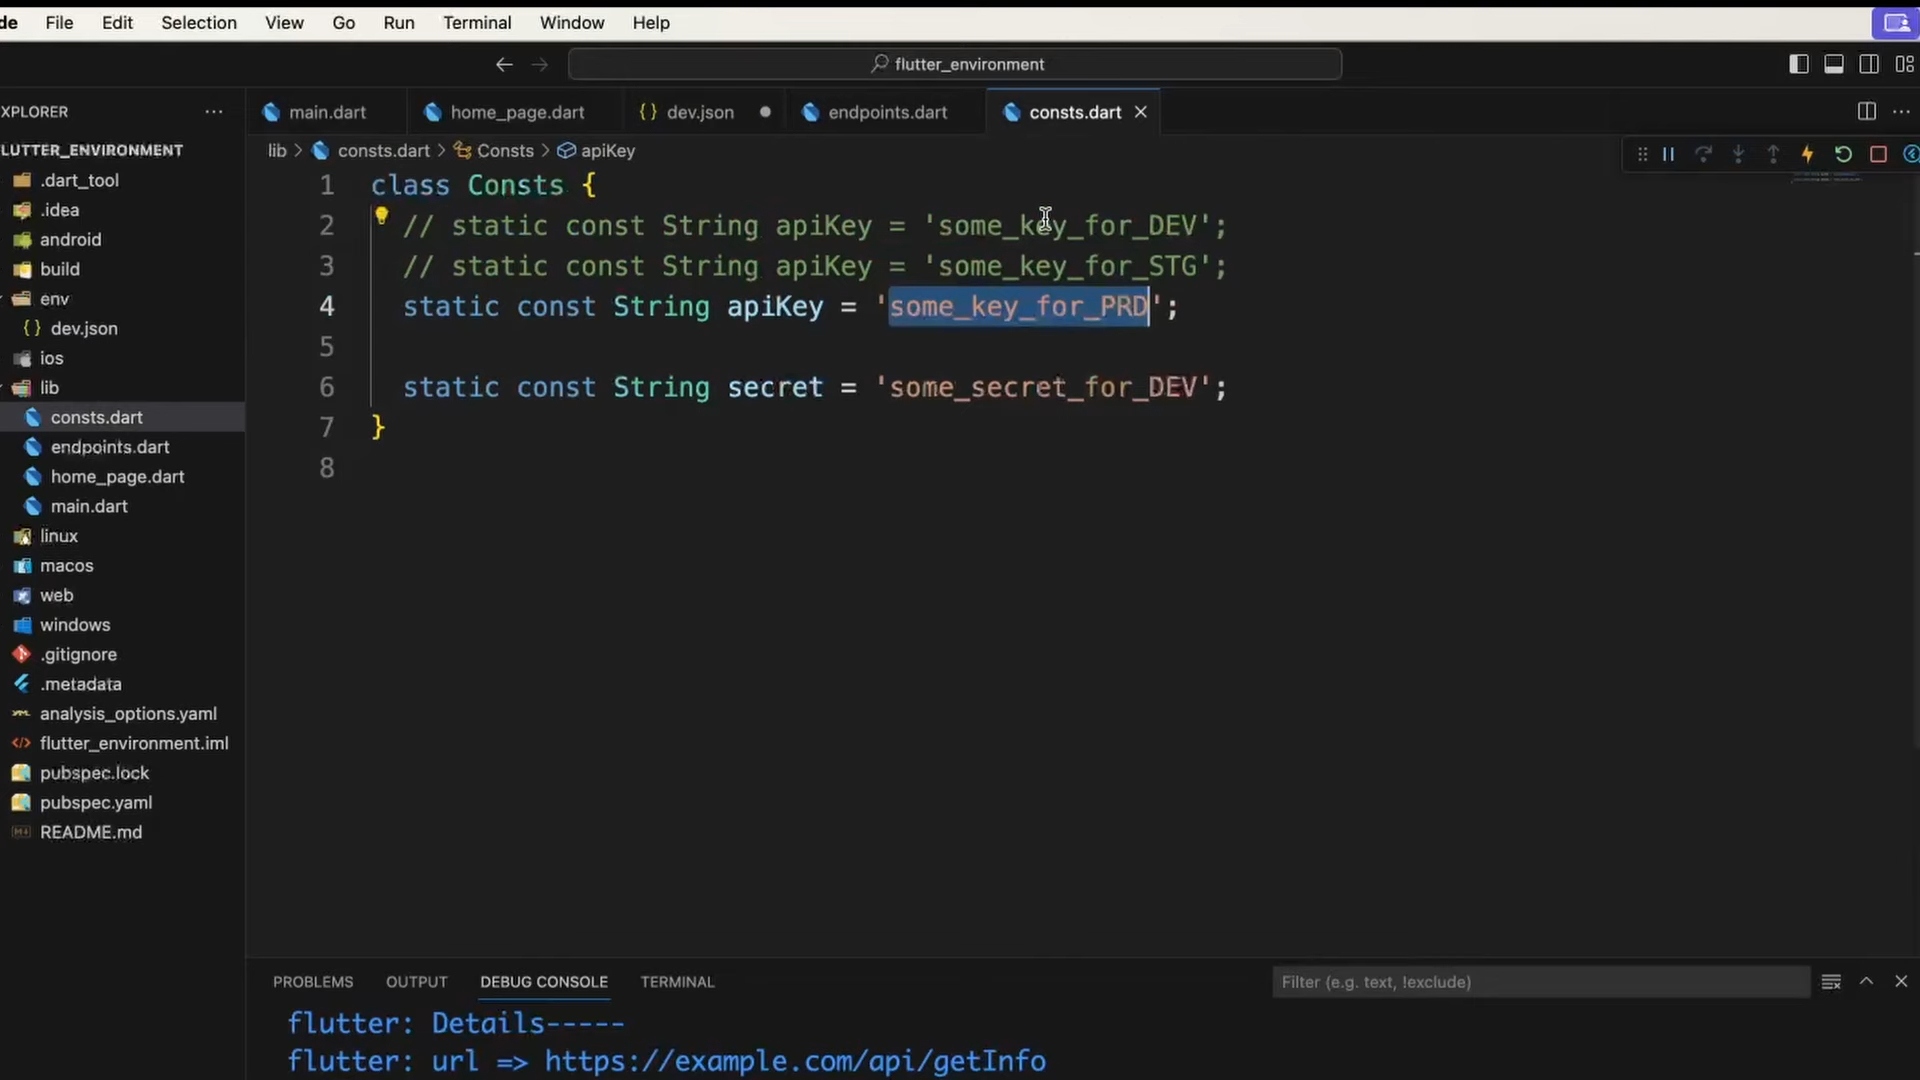 de File Edit Selection View Go Run Terminal Window Help
flutter_environment
XPLORER
main.dart home_page.dart {} dev.json endpoints.dart consts.dart
LUTTER_ENVIRONMENT
lib > consts.dart > Consts > apiKey
.dart_tool
.idea
android
build
env
{} dev.json
ios
lib
consts.dart
endpoints.dart
home_page.dart
main.dart
linux
macos
web
windows
.gitignore
.metadata
analysis_options.yaml
flutter_environment.iml
pubspec.lock
pubspec.yaml
README.md
1 class Consts {
2 // static const String apiKey = 'some_key_for_DEV';
3 // static const String apiKey = 'some_key_for_STG';
4 static const String apiKey = 'some_key_for_PRD';
5
6 static const String secret = 'some_secret_for_DEV';
7 }
8
PROBLEMS OUTPUT DEBUG CONSOLE TERMINAL Filter (e.g. text, !exclude)
flutter: Details-----
flutter: url => https://example.com/api/getInfo